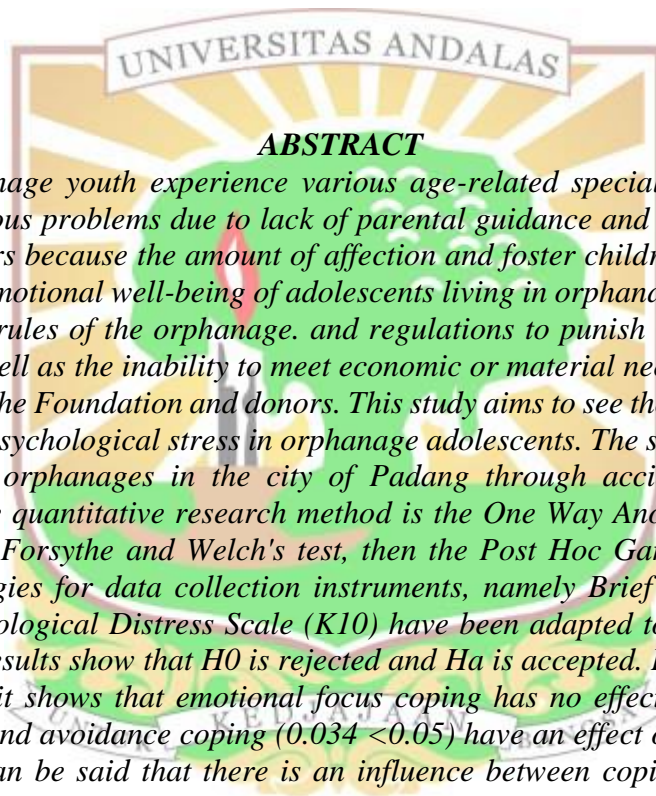 UNIVERSITAS ANDALAS
ABSTRACT
nage youth experience various age-related special
ous problems due to lack of parental guidance and
rs because the amount of affection and foster childr
motional well-being of adolescents living in orphana
rules of the orphanage. and regulations to punish
ell as the inability to meet economic or material nee
he Foundation and donors. This study aims to see the
sychological stress in orphanage adolescents. The s
orphanages in the city of Padang through acci
e quantitative research method is the One Way Ano
Forsythe and Welch's test, then the Post Hoc Ga
gies for data collection instruments, namely Brief
ological Distress Scale (K10) have been adapted to
esults show that H0 is rejected and Ha is accepted.
it shows that emotional focus coping has no effec
nd avoidance coping (0.034 <0.05) have an effect o
KEDJAJAAN
an be said that there is an influence between copi